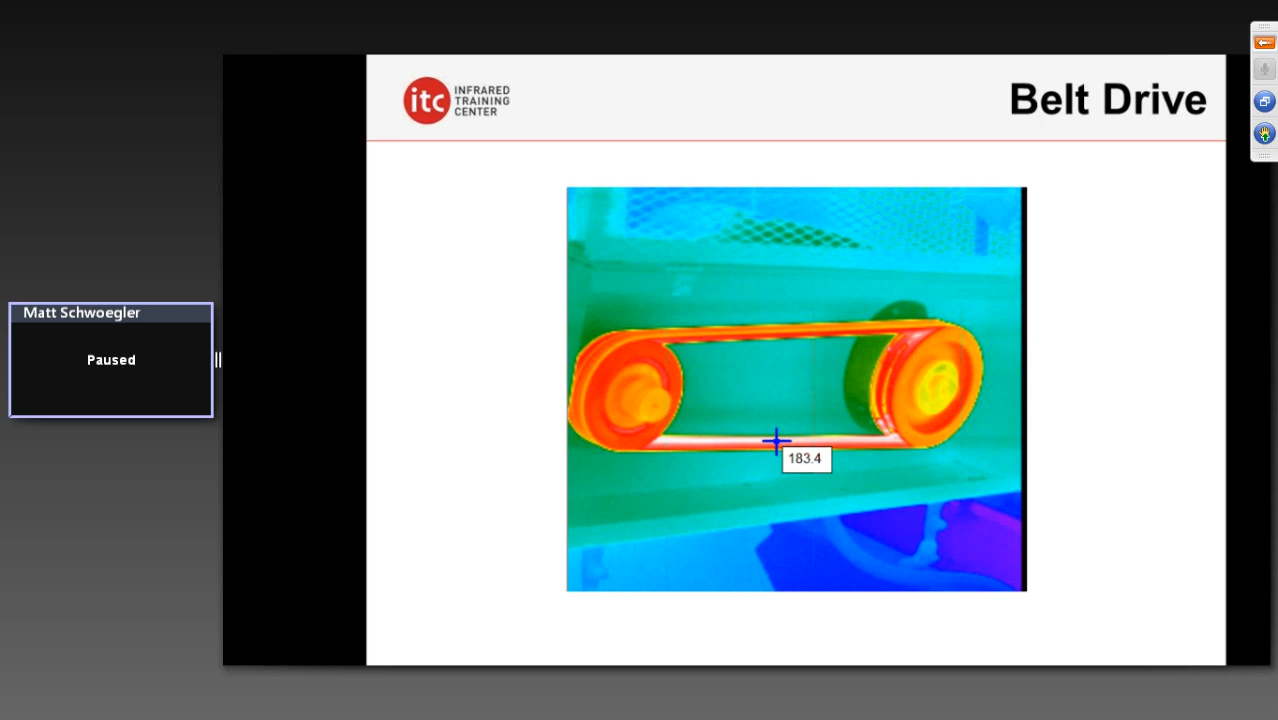 itc
INFRARED
TRAINING
CENTER
Belt Drive
Matt Schwoegler
Paused
183.4